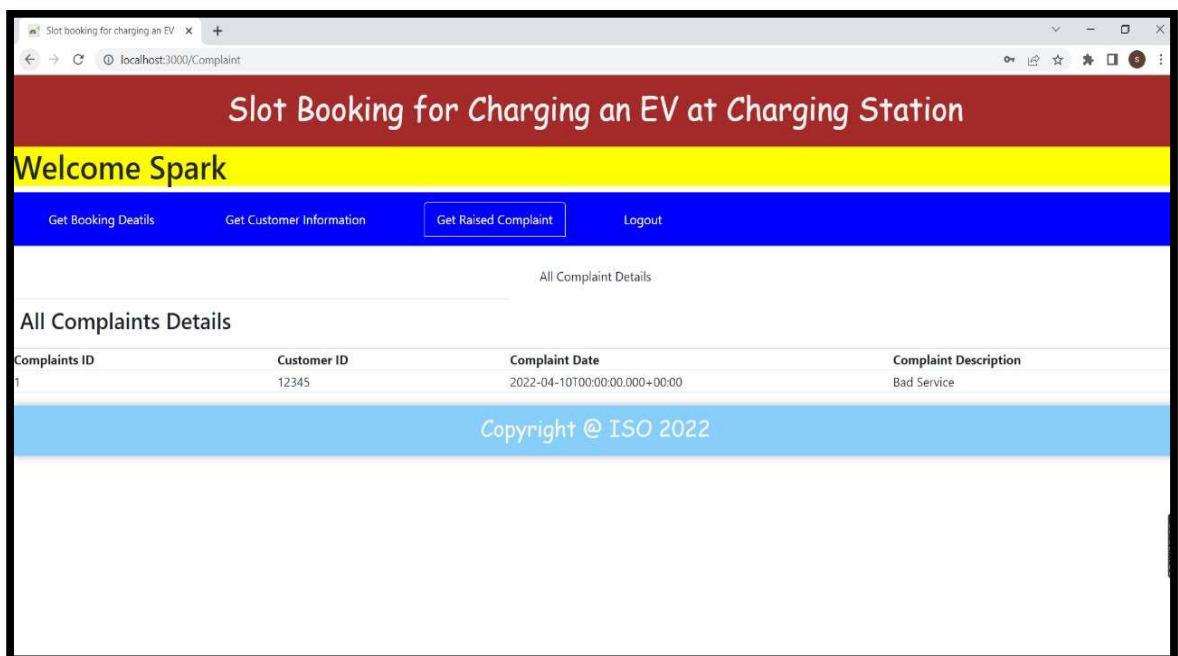 Slot booking for charging an EV
localhost:3000/Complaint
S
Slot Booking for Charging an EV at Charging Station
Welcome Spark
Get Booking Deatils Get Customer Information Get Raised Complaint Logout
All Complaint Details
All Complaints Details
Complaints ID Customer ID Complaint Date Complaint Description
1 12345 2022-04-10T00:00:00.000+00:00 Bad Service
Copyright @ ISO 2022